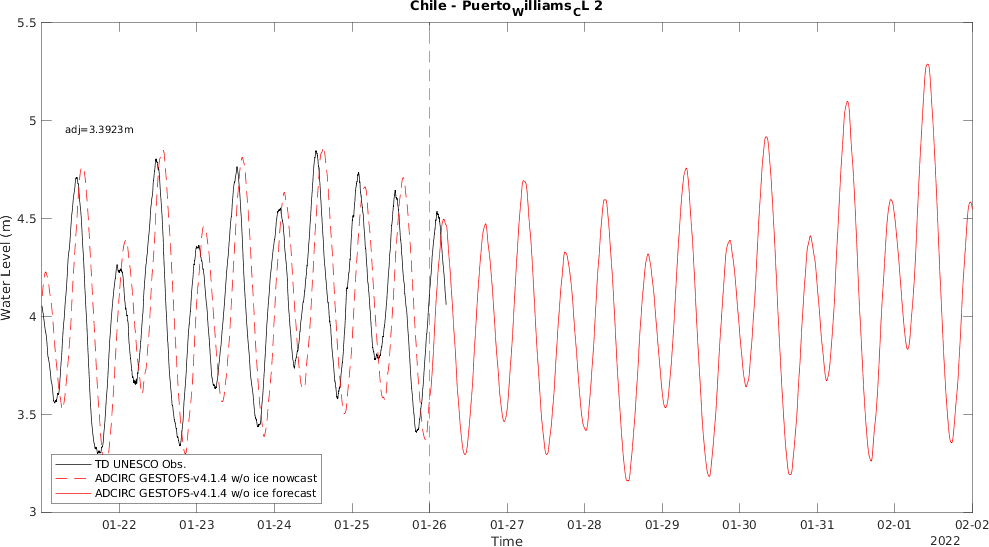 Chile - PuertoWilliamsCL 2
5.5
5
4.5
4
3.5
3
Water Level (m)
adj=3.3923m
TD UNESCO Obs.
ADCIRC GESTOFS-v4.1.4 w/o ice nowcast
ADCIRC GESTOFS-v4.1.4 w/o ice forecast
01-22 01-23 01-24 01-25 01-26 01-27 01-28 01-29 01-30 01-31 02-01 02-02
Time
2022